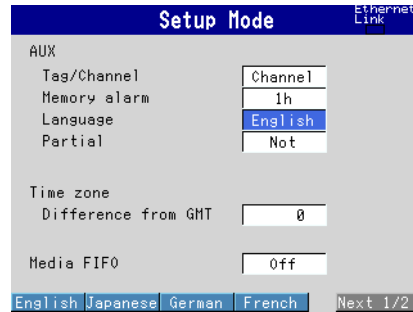 Setup Mode
Ethernet
Link
AUX
Tag/Channel Channel
Memory alarm 1h
Language English
Partial Not
Time zone
Difference from GMT 0
Media FIFO Off
English Japanese German French Next 1/2